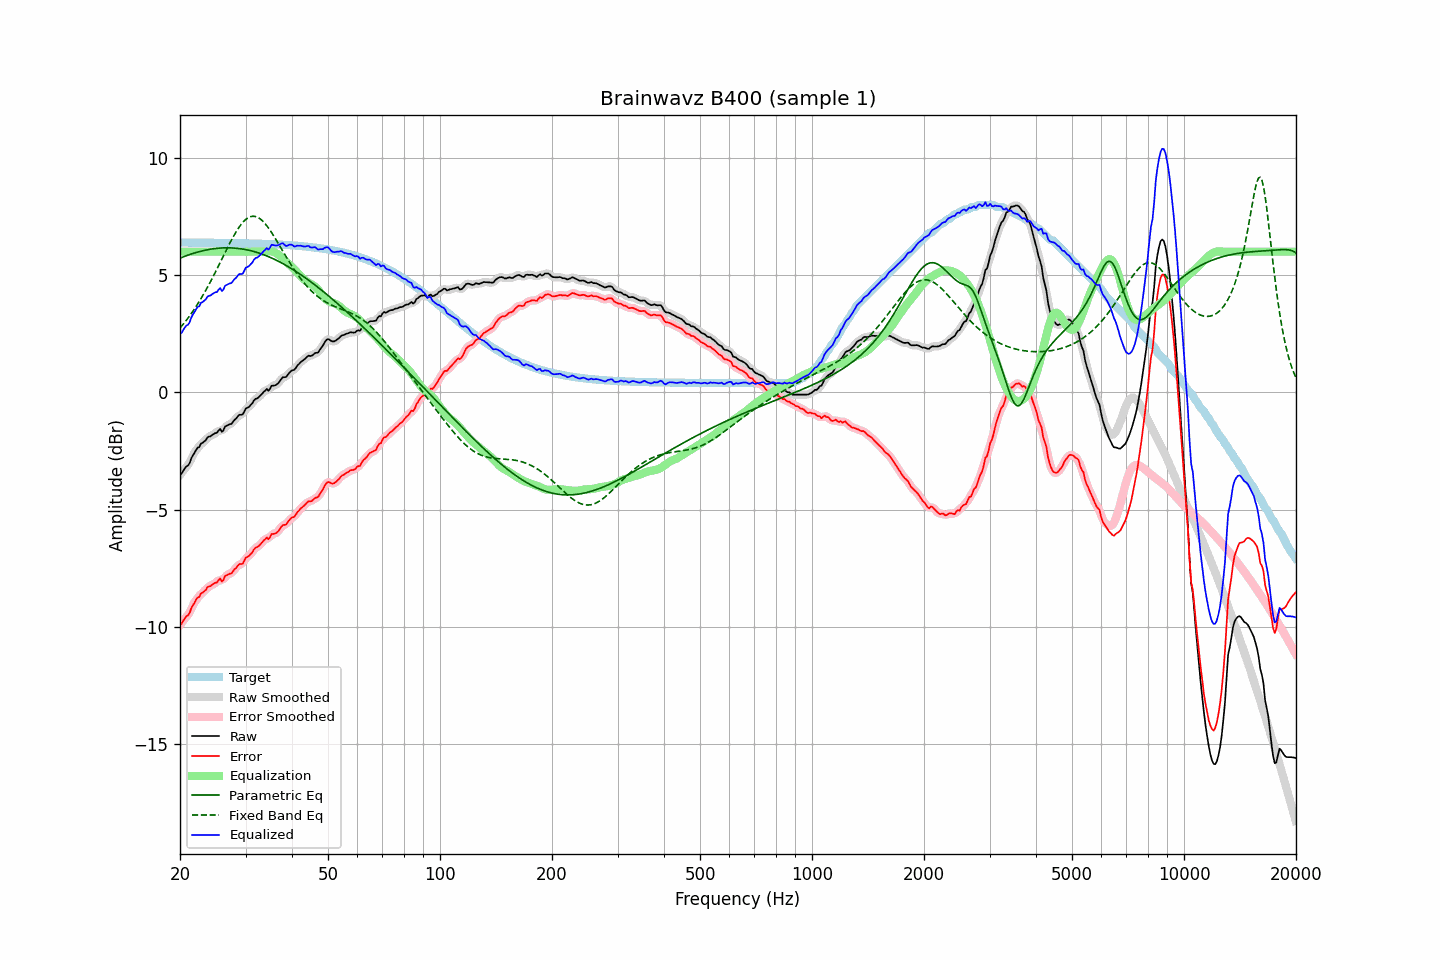 Brainwavz B400 (sample 1)
Amplitude (dBr)
10
5
0
−5
−10
−15
Target
Raw Smoothed
Error Smoothed
Raw
Error
Equalization
Parametric Eq
Fixed Band Eq
Equalized
20 50 100 200 500 1000 2000 5000 10000 20000
Frequency (Hz)